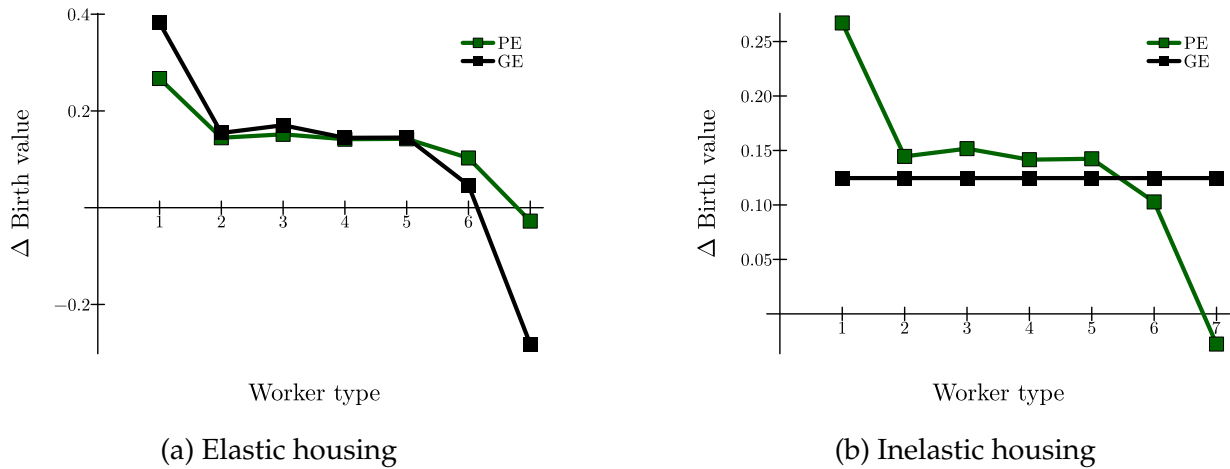 0.4
0.2
−0.2
Δ Birth value
1 2 3 4 5 6
PE
GE
Worker type
(a) Elastic housing
0.25
0.20
0.15
0.10
0.05
Δ Birth value
1 2 3 4 5 6 7
PE
GE
Worker type
(b) Inelastic housing